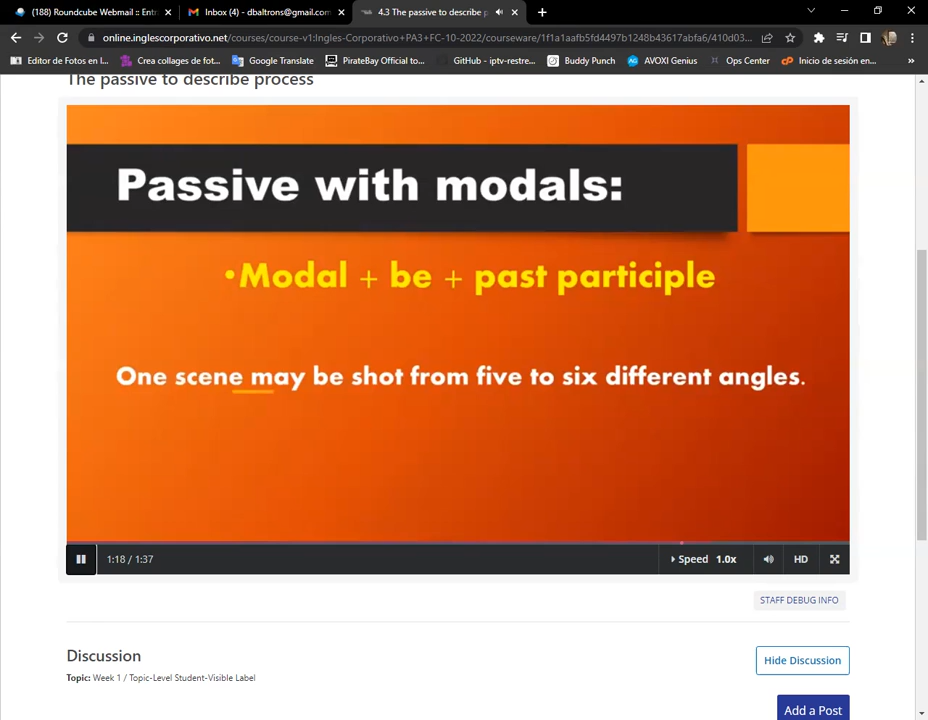 (188) Roundcube Webmail :: Entr
Inbox (4) - dbaltrons@gmail.com
4.3 The passive to describe p
online.inglescorporativo.net/courses/course-v1:Ingles-Corporativo+PA3+FC-10-2022/courseware/1f1a1aafb5fd4497b1248b43617abfa6/410d03...
Editor de Fotos en l...
Crea collages de fot...
Google Translate
PirateBay Official to...
GitHub - iptv-restre...
Buddy Punch
AVOXI Genius
Ops Center
Inicio de sesión en...
»
The passive to describe process
Passive with modals:
•Modal + be + past participle
One scene may be shot from five to six different angles.
1:18 / 1:37
Speed 1.0x
HD
STAFF DEBUG INFO
Discussion
Hide Discussion
Topic: Week 1 / Topic-Level Student-Visible Label
Add a Post